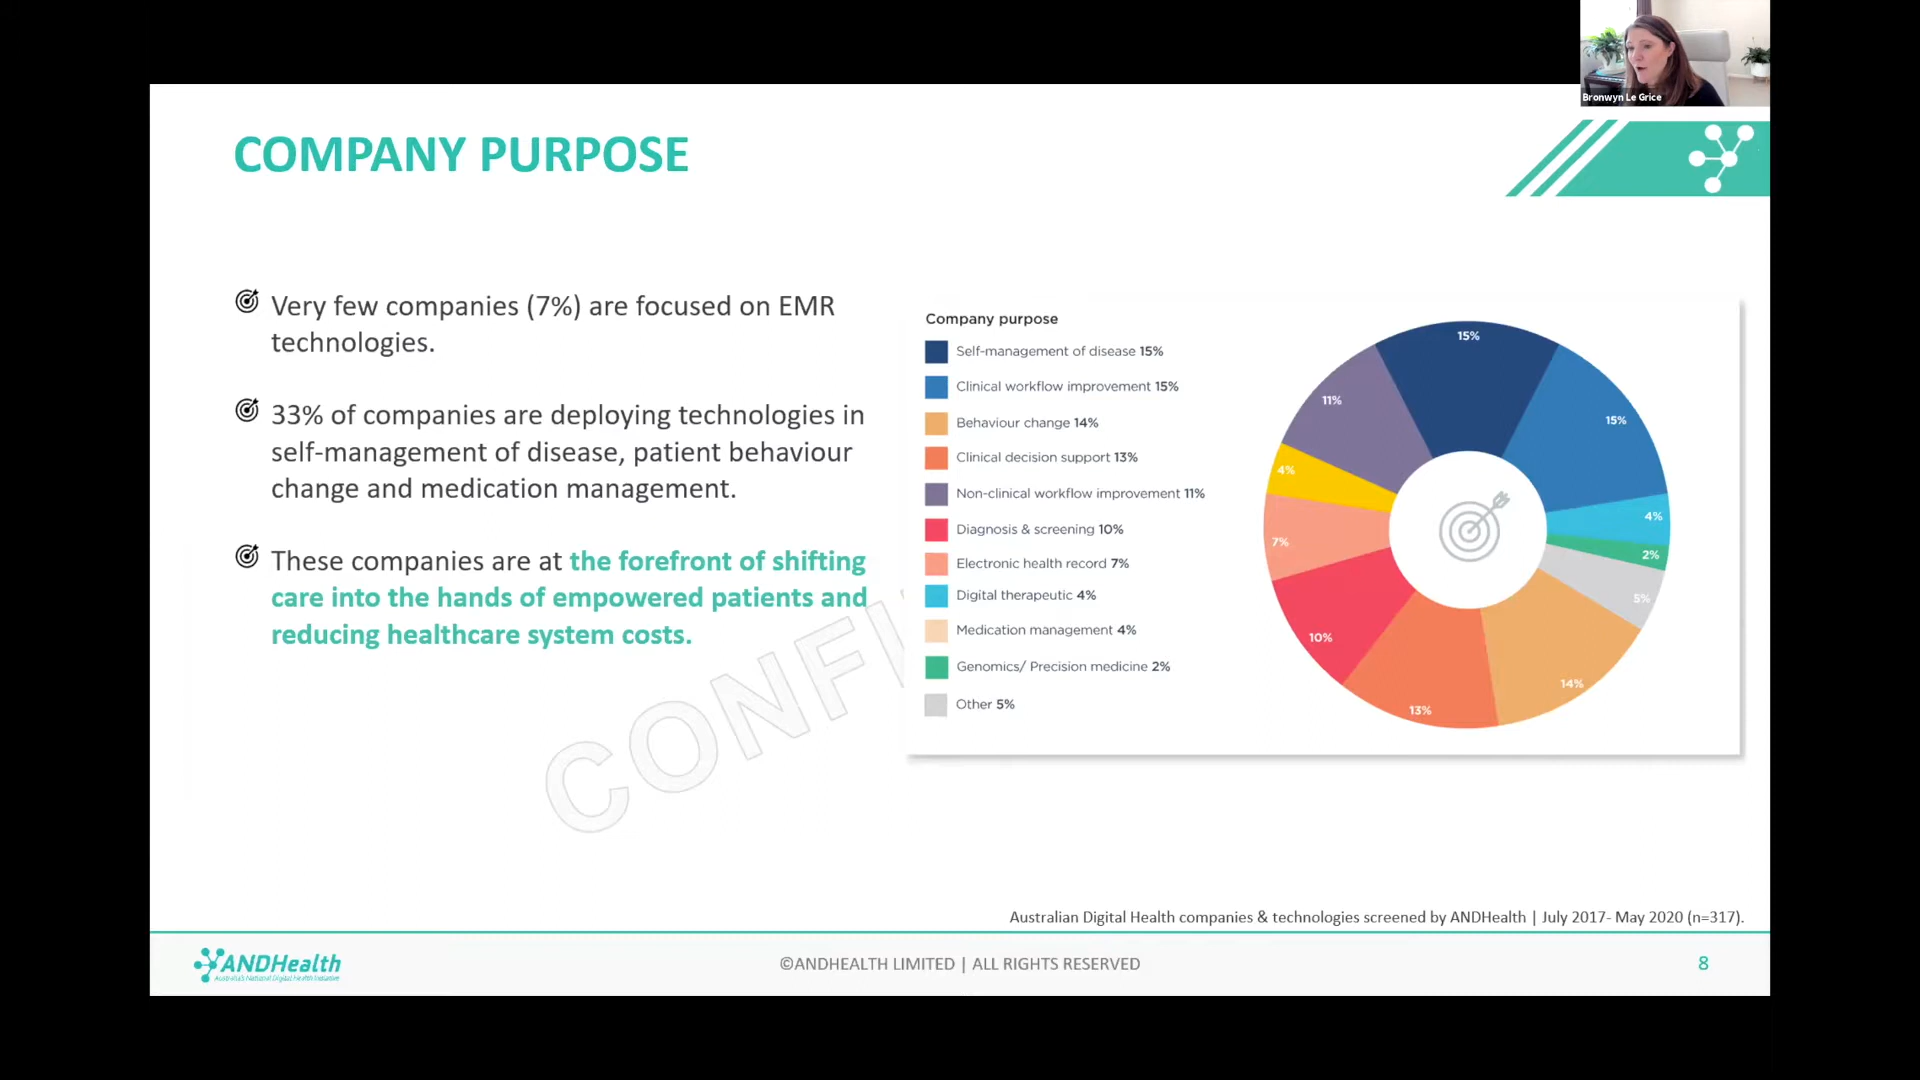 Bronwyn Le Grice
COMPANY PURPOSE
Very few companies (7%) are focused on EMR
technologies.
33% of companies are deploying technologies in
self-management of disease, patient behaviour
change and medication management.
These companies are at the forefront of shifting
care into the hands of empowered patients and
reducing healthcare system costs.
CONFI
Company purpose
Self-management of disease 15%
Clinical workflow improvement 15%
Behaviour change 14%
Clinical decision support 13%
Non-clinical workflow improvement 11%
Diagnosis & screening 10%
Electronic health record 7%
Digital therapeutic 4%
Medication management 4%
Genomics/ Precision medicine 2%
Other 5%
15%
15%
4%
2%
5%
14%
13%
10%
7%
4%
11%
Australian Digital Health companies & technologies screened by ANDHealth | July 2017- May 2020 (n=317).
ANDHealth
Australia's National Digital Health Initiative
©ANDHEALTH LIMITED | ALL RIGHTS RESERVED
8